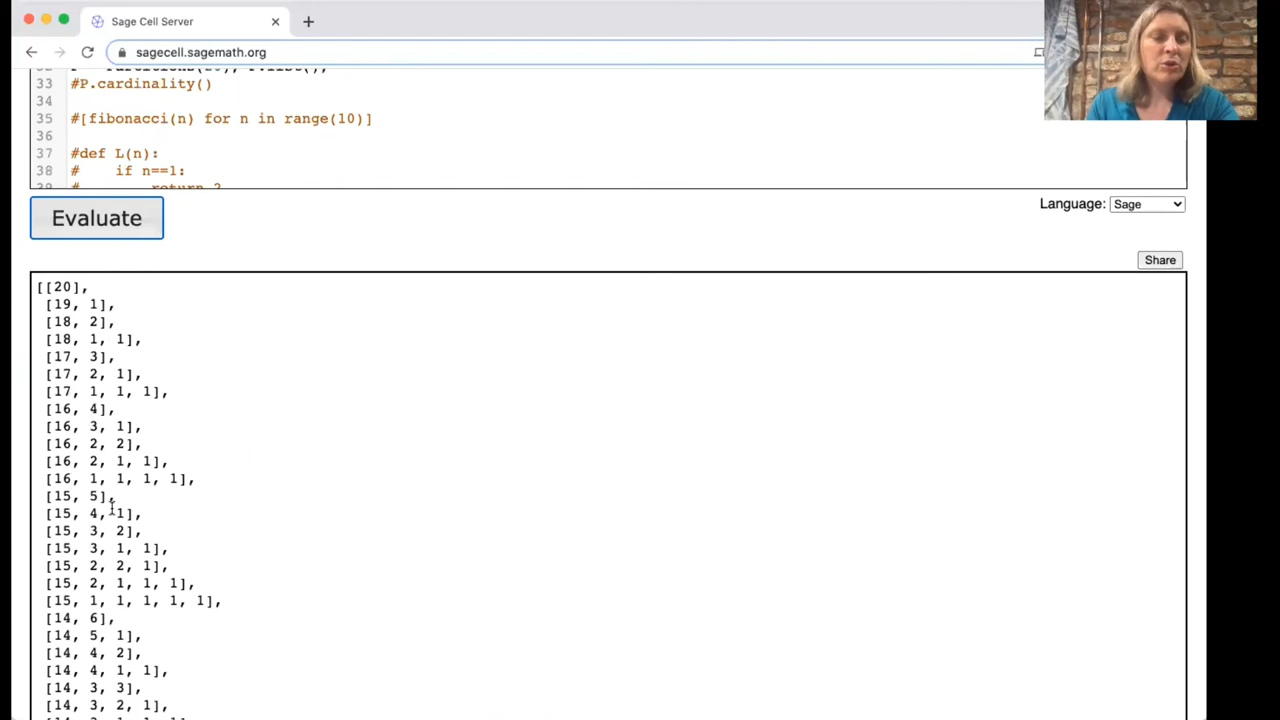 Sage Cell Server
sagecell.sagemath.org
33 #P.cardinality()
34
35 #[fibonacci(n) for n in range(10)]
36
37 #def L(n):
38 #    if n==1:
Evaluate
Language: Sage
Share
[[20],
[19, 1],
[18, 2],
[18, 1, 1],
[17, 3],
[17, 2, 1],
[17, 1, 1, 1],
[16, 4],
[16, 3, 1],
[16, 2, 2],
[16, 2, 1, 1],
[16, 1, 1, 1, 1],
[15, 5],
[15, 4, 1],
[15, 3, 2],
[15, 3, 1, 1],
[15, 2, 2, 1],
[15, 2, 1, 1, 1],
[15, 1, 1, 1, 1, 1],
[14, 6],
[14, 5, 1],
[14, 4, 2],
[14, 4, 1, 1],
[14, 3, 3],
[14, 3, 2, 1],